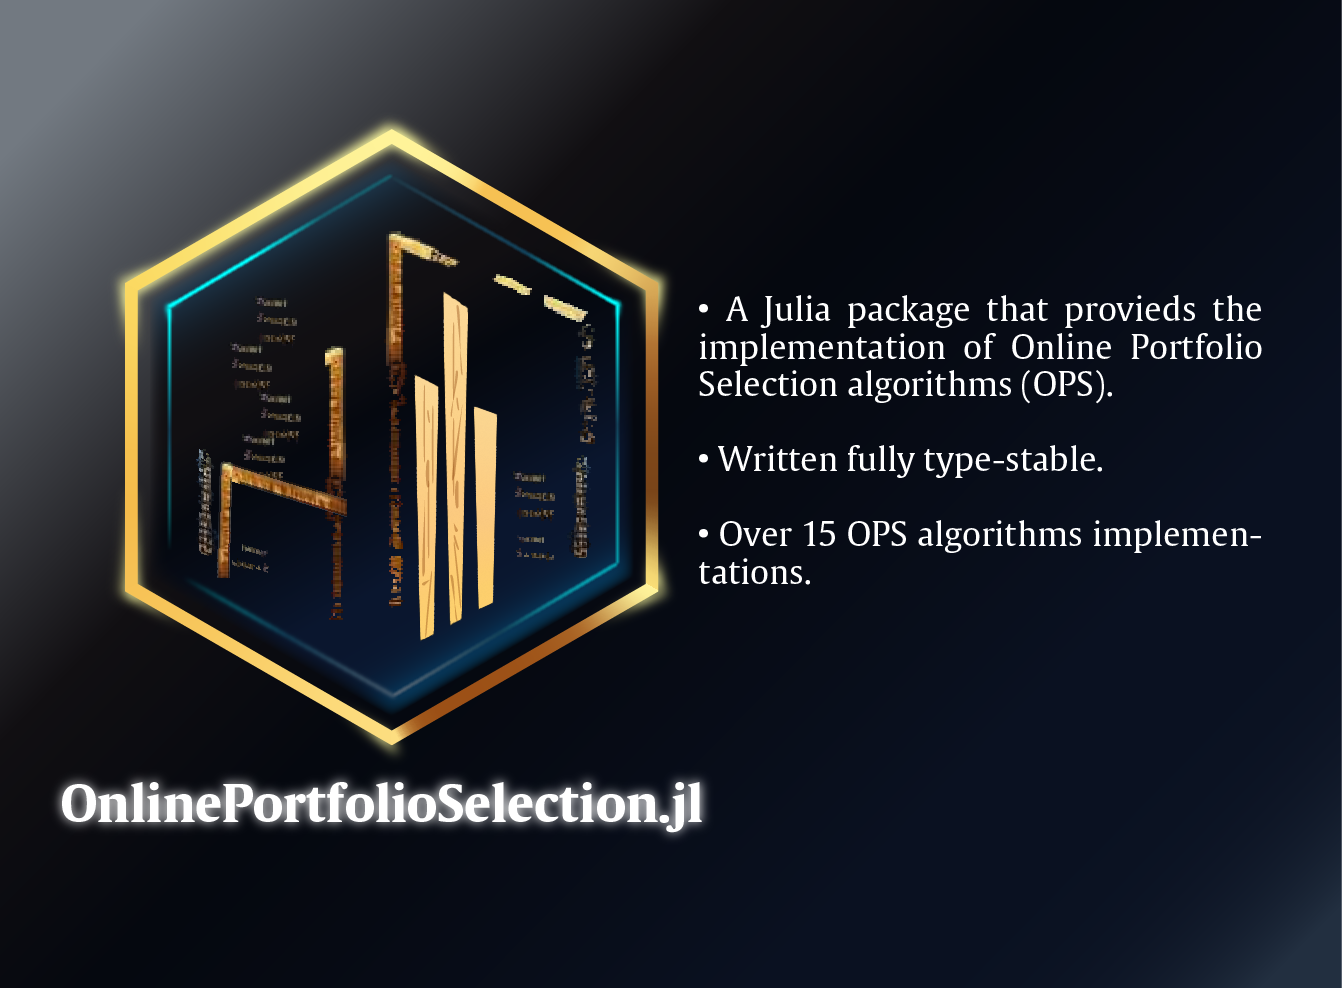 • A Julia package that provieds the
implementation of Online Portfolio
Selection algorithms (OPS).
• Written fully type-stable.
• Over 15 OPS algorithms implemen-
tations.
OnlinePortfolioSelection.jl